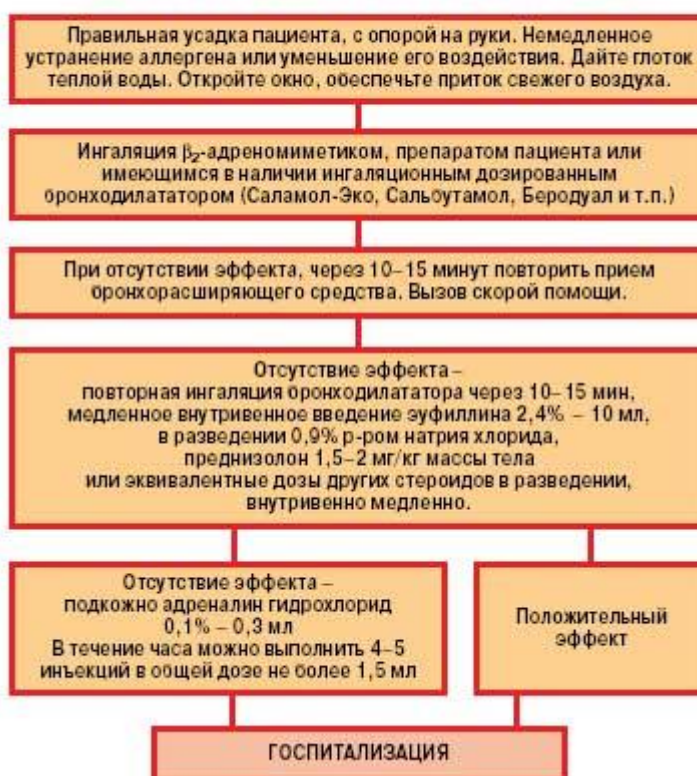 Правильная усадка пациента, с опорой на руки. Немедленное
устранение аллергена или уменьшение его воздействия. Дайте глоток
теплой воды. Откройте окно, обеспечьте приток свежего воздуха.
Ингаляция β₂-адреномиметиком, препаратом пациента или
имеющимся в наличии ингаляционным дозированным
бронходилататором (Саламол-Эко, Сальбутамол, Беродуал и т.п.)
При отсутствии эффекта, через 10–15 минут повторить прием
бронхорасширяющего средства. Вызов скорой помощи.
Отсутствие эффекта –
повторная ингаляция бронходилататора через 10–15 мин,
медленное внутривенное введение эуфиллина 2,4% – 10 мл,
в разведении 0,9% р-ром натрия хлорида,
преднизолон 1,5–2 мг/кг массы тела
или эквивалентные дозы других стероидов в разведении,
внутривенно медленно.
Отсутствие эффекта –
подкожно адреналин гидрохлорид
0,1% – 0,3 мл
В течение часа можно выполнить 4–5
инъекций в общей дозе не более 1,5 мл
Положительный
эффект
ГОСПИТАЛИЗАЦИЯ